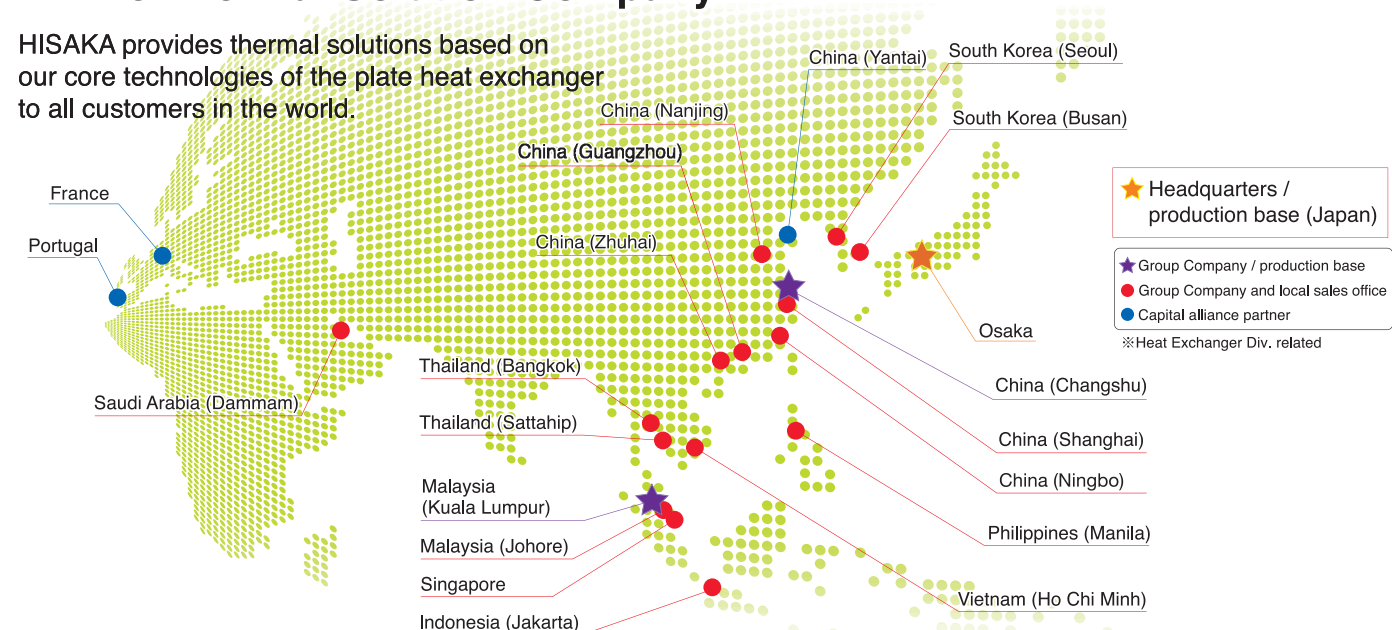 HISAKA provides thermal solutions based on
our core technologies of the plate heat exchanger
to all customers in the world.
China (Yantai)
South Korea (Seoul)
China (Nanjing)
South Korea (Busan)
China (Guangzhou)
France
Headquarters /
production base (Japan)
Portugal
China (Zhuhai)
Group Company / production base
Group Company and local sales office
Capital alliance partner
※Heat Exchanger Div. related
Osaka
Thailand (Bangkok)
China (Changshu)
Saudi Arabia (Dammam)
Thailand (Sattahip)
China (Shanghai)
China (Ningbo)
Malaysia
(Kuala Lumpur)
Philippines (Manila)
Malaysia (Johore)
Singapore
Vietnam (Ho Chi Minh)
Indonesia (Jakarta)